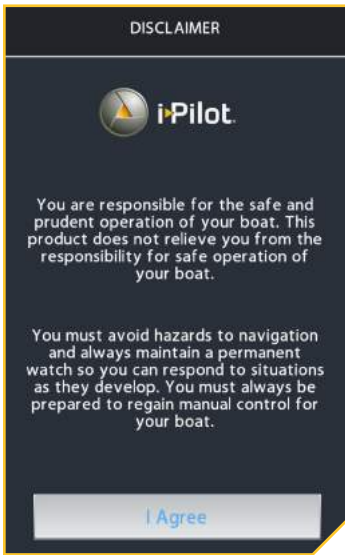 DISCLAIMER
i-Pilot.
You are responsible for the safe and
prudent operation of your boat. This
product does not relieve you from the
responsibility for safe operation of
your boat.
You must avoid hazards to navigation
and always maintain a permanent
watch so you can respond to situations
as they develop. You must always be
prepared to regain manual control for
your boat.
I Agree